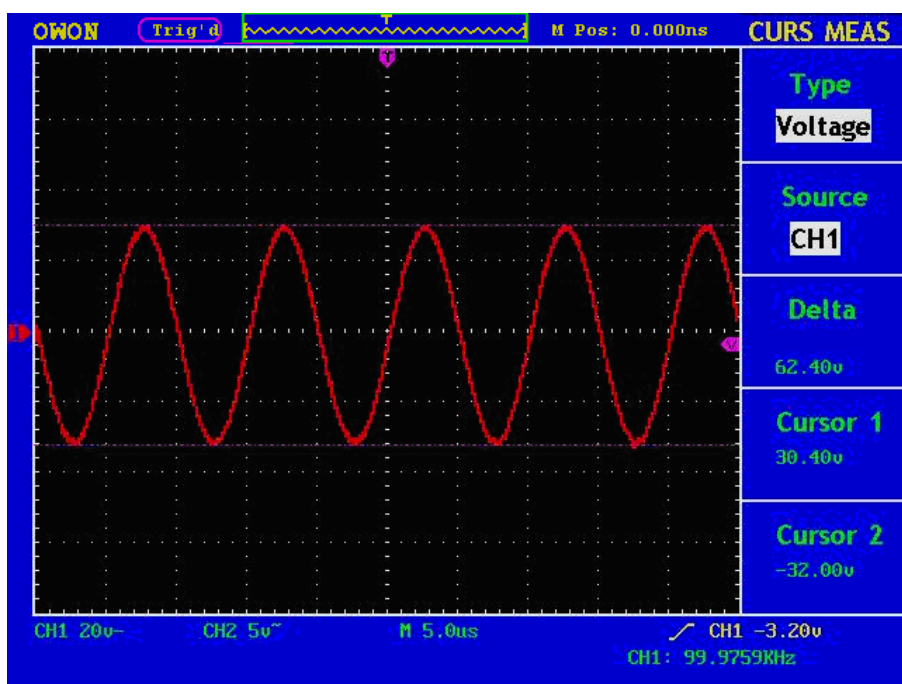 OWON Trig'd T M Pos: 0.000ns CURS MEAS
T
Type
Voltage
Source
CH1
1
V
Delta
62.40v
Cursor 1
30.40v
Cursor 2
-32.00v
CH1 20v- CH2 5v~ M 5.0us CH1 -3.20v
CH1: 99.9759KHz